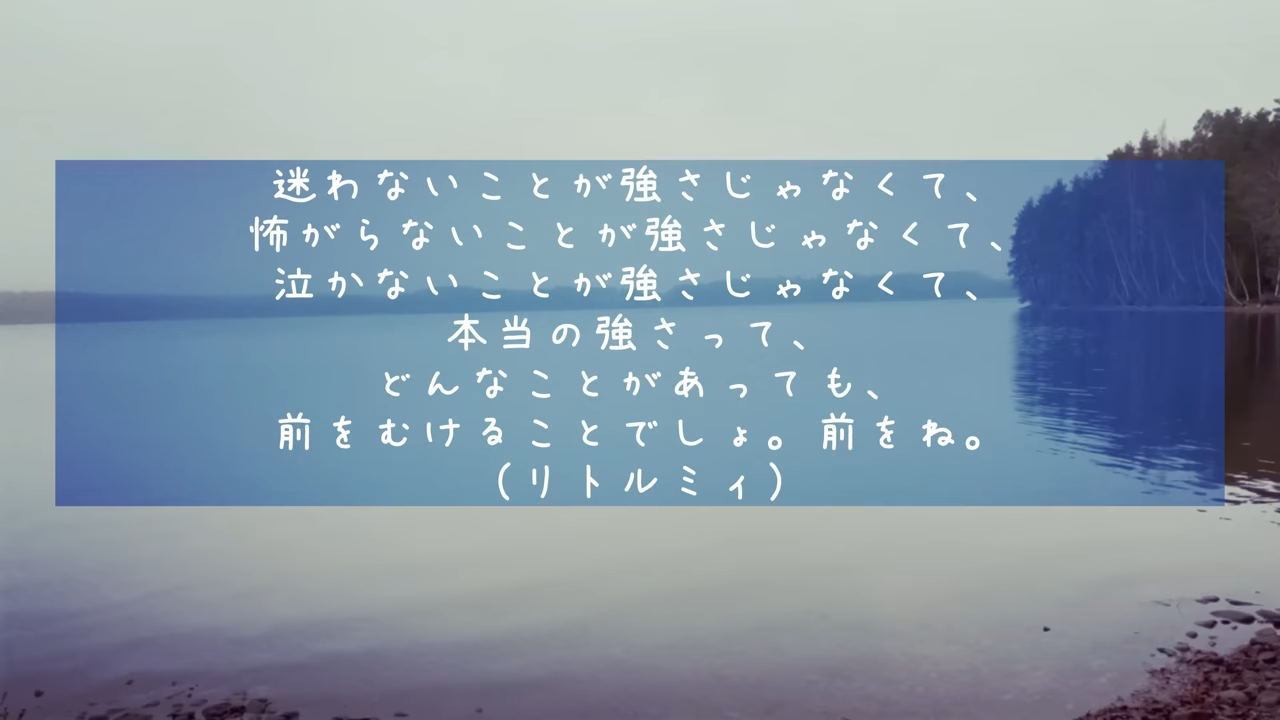 迷わないことが強さじゃなくて、
怖がらないことが強さじゃなくて、
泣かないことが強さじゃなくて、
本当の強さって、
どんなことがあっても、
前をむけることでしょ。前をね。
(リトルミィ)